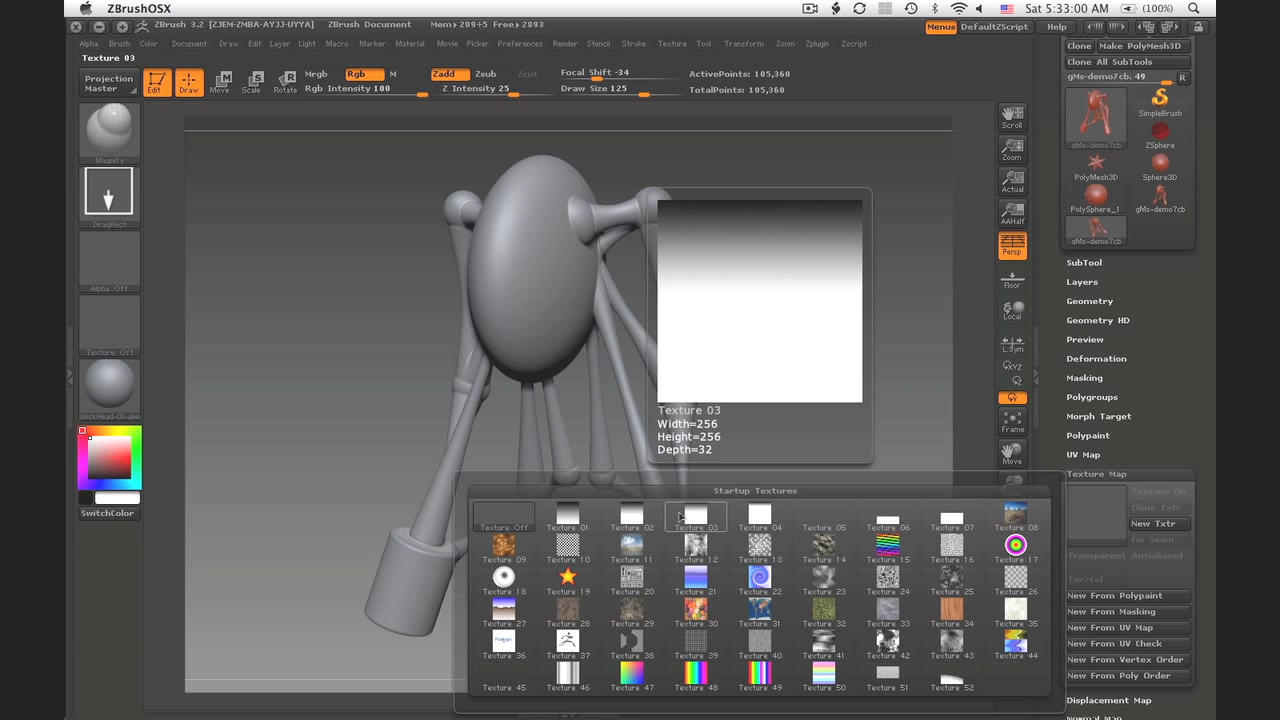 ZBrushOSX
Sat 5:33:00 AM
(100%)
ZBrush 3.2 [ZJEM-ZMBA-AYJJ-UYYA]
ZBrush Document
Mem▸209+5 Free▸2893
Menus
DefaultZScript
Help
Alpha Brush Color Document Draw Edit Layer Light Macro Marker Material Movie Picker Preferences Render Stencil Stroke Texture Tool Transform Zoom Zplugin Zscript
Texture 03
Projection
Master
Edit
Draw
Move
Scale
Rotate
Mrgb
Rgb
M
Rgb Intensity 100
Zadd
Zsub
Zcut
Z Intensity 25
Focal Shift -34
Draw Size 125
ActivePoints: 105,360
TotalPoints: 105,360
Magnify
DragRect
Alpha Off
Texture Off
SwitchColor
Scroll
Zoom
Actual
AAHalf
Persp
Floor
Local
L.Sym
Frame
Move
Clone
Make PolyMesh3D
Clone All SubTools
gMs-demo7cb. 49
R
gMs-demo7cb
SimpleBrush
ZSphere
PolyMesh3D
Sphere3D
PolySphere_1
gMs-demo7cb
gMs-demo7cb
SubTool
Layers
Geometry
Geometry HD
Preview
Deformation
Masking
Polygroups
Morph Target
Polypaint
UV Map
Texture Map
Texture On
Clone Txtr
New Txtr
Fix Seam
Transparent
Antialiased
Txr>Col
New From Polypaint
New From Masking
New From UV Map
New From UV Check
New From Vertex Order
New From Poly Order
Displacement Map
Normal Map
Texture 03
Width=256
Height=256
Depth=32
Startup Textures
Texture Off Texture 01 Texture 02 Texture 03 Texture 04 Texture 05 Texture 06 Texture 07 Texture 08
Texture 09 Texture 10 Texture 11 Texture 12 Texture 13 Texture 14 Texture 15 Texture 16 Texture 17
Texture 18 Texture 19 Texture 20 Texture 21 Texture 22 Texture 23 Texture 24 Texture 25 Texture 26
Texture 27 Texture 28 Texture 29 Texture 30 Texture 31 Texture 32 Texture 33 Texture 34 Texture 35
Texture 36 Texture 37 Texture 38 Texture 39 Texture 40 Texture 41 Texture 42 Texture 43 Texture 44
Texture 45 Texture 46 Texture 47 Texture 48 Texture 49 Texture 50 Texture 51 Texture 52